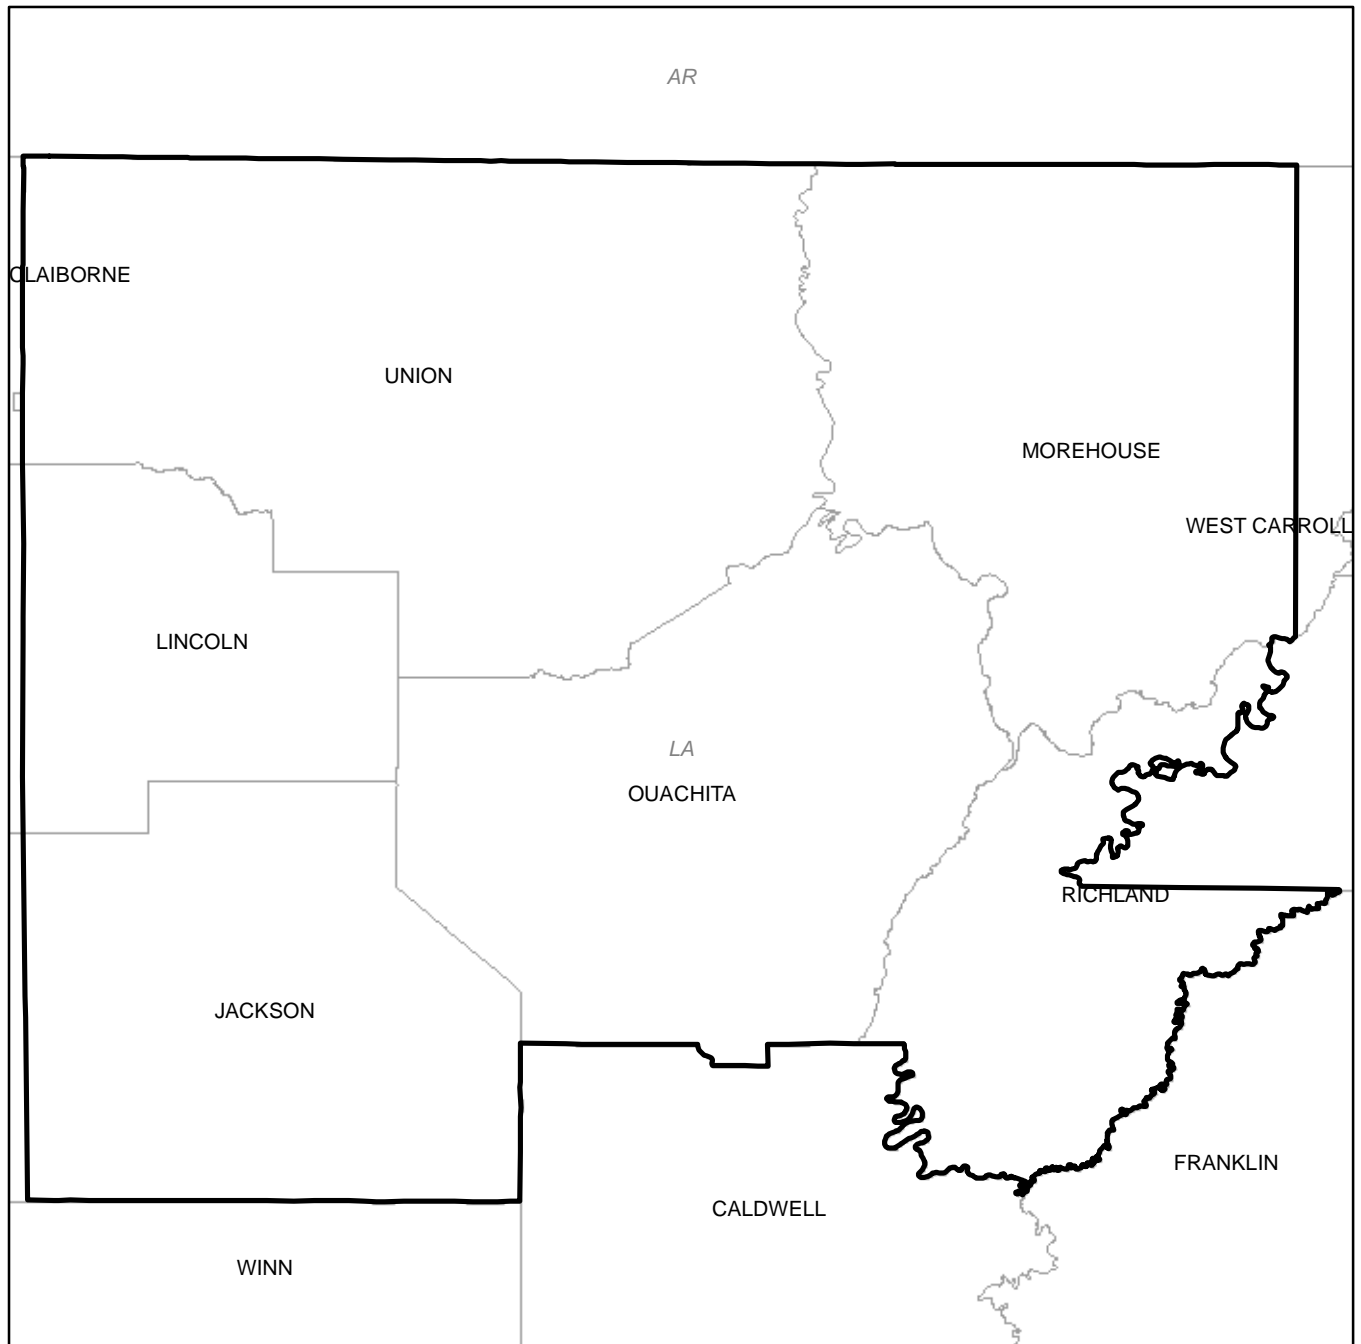 AR
CLAIBORNE
UNION
MOREHOUSE
WEST CARROLL
LINCOLN
LA
OUACHITA
RICHLAND
JACKSON
FRANKLIN
CALDWELL
WINN